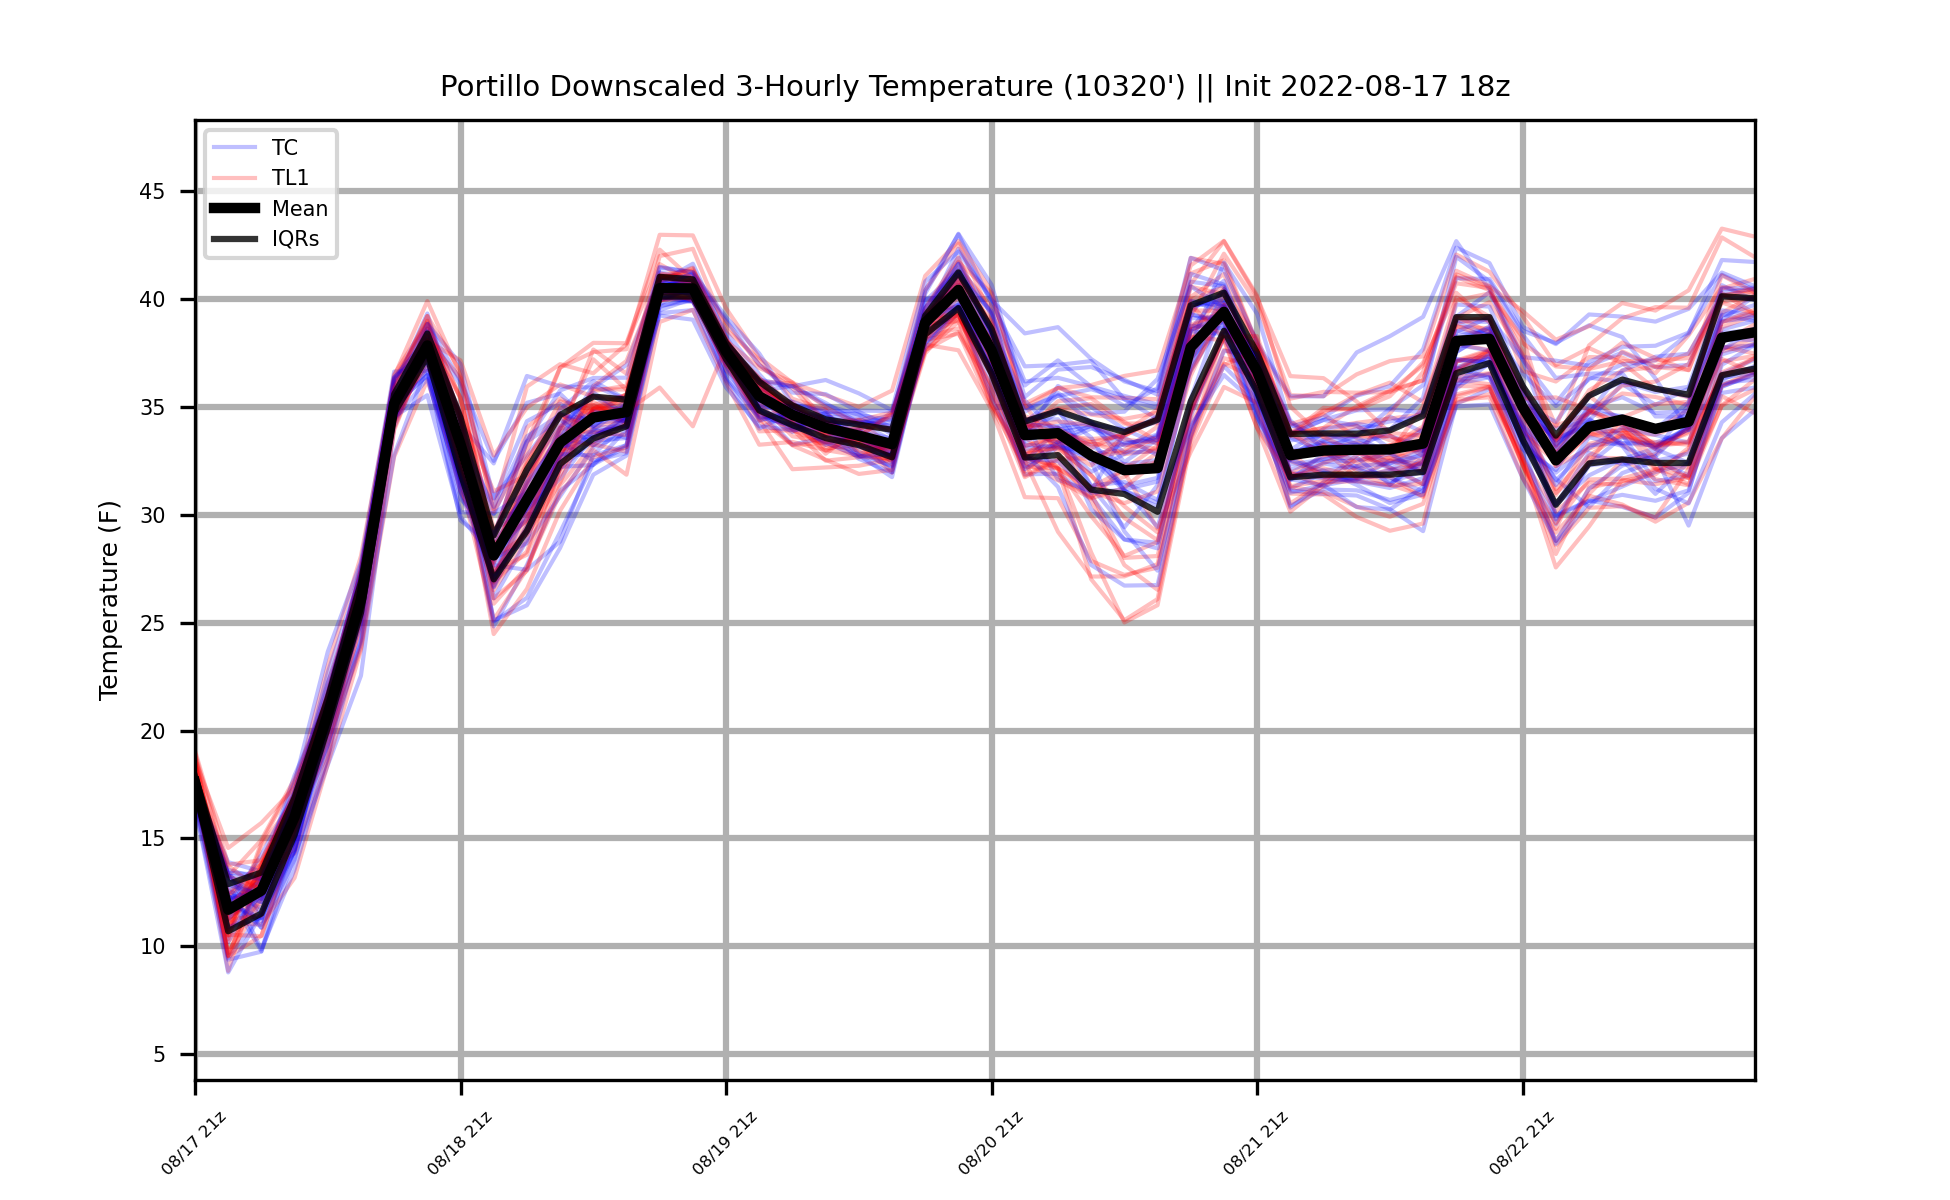 Portillo Downscaled 3-Hourly Temperature (10320') || Init 2022-08-17 18z
TC
TL1
Mean
IQRs
Temperature (F)
45
40
35
30
25
20
15
10
5
08/17 21z
08/18 21z
08/19 21z
08/20 21z
08/21 21z
08/22 21z